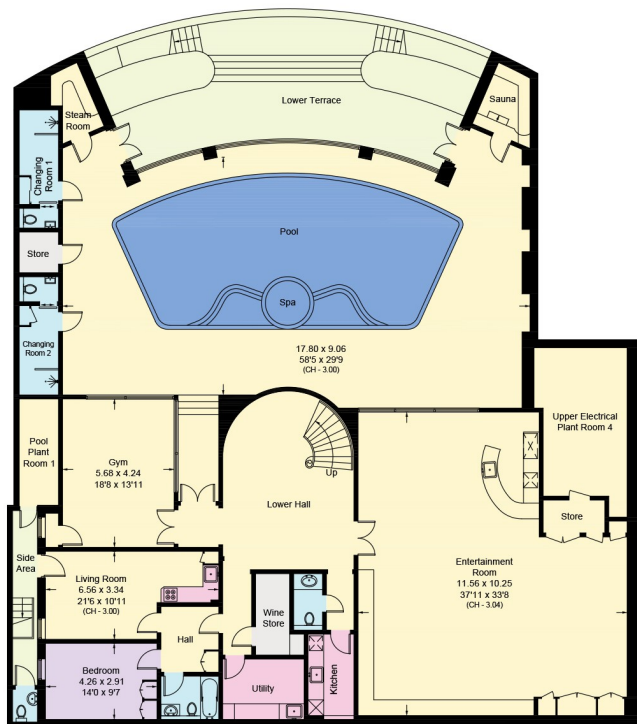 Lower Terrace
Steam
Room
Sauna
Changing
Room 1
Pool
Store
Spa
Changing
Room 2
17.80 x 9.06
58'5 x 29'9
(CH - 3.00)
Pool
Plant
Room 1
Gym
5.68 x 4.24
18'8 x 13'11
Up
Lower Hall
Upper Electrical
Plant Room 4
Store
Side
Area
Living Room
6.56 x 3.34
21'6 x 10'11
(CH - 3.00)
Entertainment
Room
11.56 x 10.25
37'11 x 33'8
(CH - 3.04)
Wine
Store
Hall
Bedroom
4.26 x 2.91
14'0 x 9'7
Utility
Kitchen